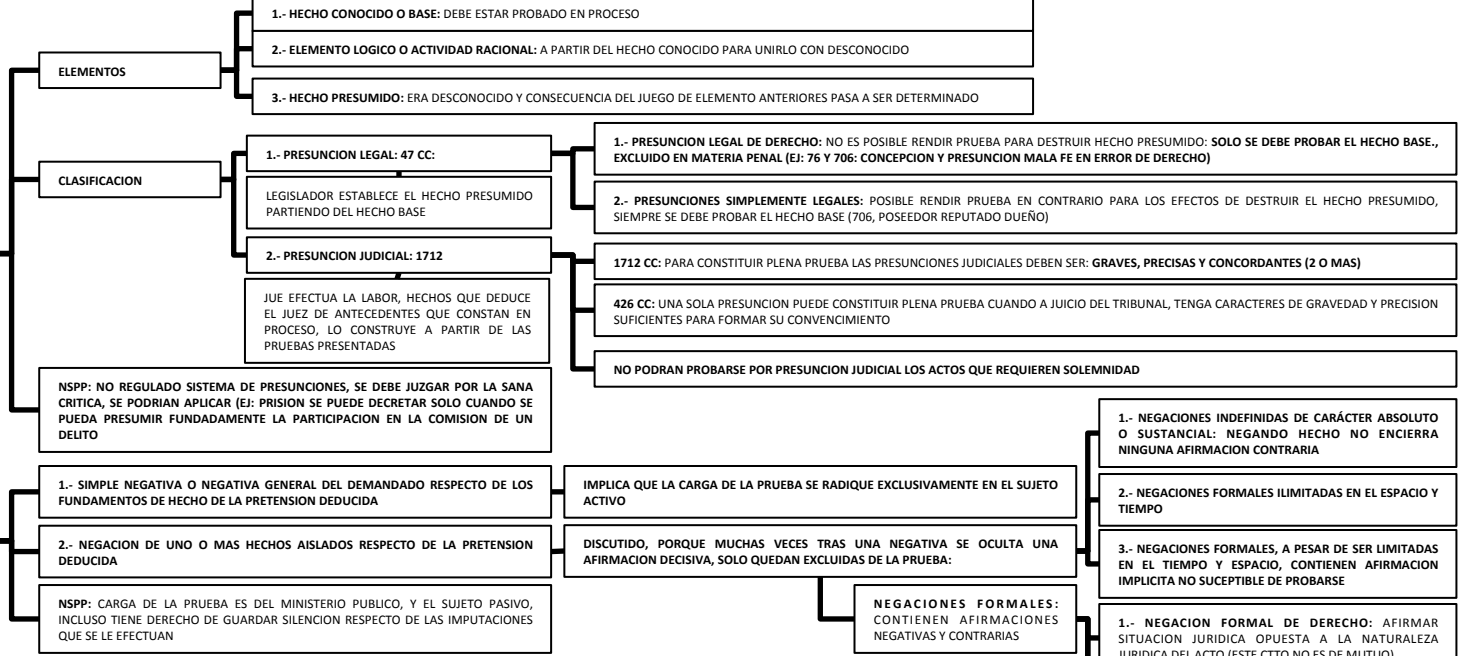 1.- HECHO CONOCIDO O BASE: DEBE ESTAR PROBADO EN PROCESO
2.- ELEMENTO LOGICO O ACTIVIDAD RACIONAL: A PARTIR DEL HECHO CONOCIDO PARA UNIRLO CON DESCONOCIDO
ELEMENTOS
3.- HECHO PRESUMIDO: ERA DESCONOCIDO Y CONSECUENCIA DEL JUEGO DE ELEMENTO ANTERIORES PASA A SER DETERMINADO
CLASIFICACION
1.- PRESUNCION LEGAL: 47 CC:
LEGISLADOR ESTABLECE EL HECHO PRESUMIDO
PARTIENDO DEL HECHO BASE
1.- PRESUNCION LEGAL DE DERECHO: NO ES POSIBLE RENDIR PRUEBA PARA DESTRUIR HECHO PRESUMIDO: SOLO SE DEBE PROBAR EL HECHO BASE.,
EXCLUIDO EN MATERIA PENAL (EJ: 76 Y 706: CONCEPCION Y PRESUNCION MALA FE EN ERROR DE DERECHO)
2.- PRESUNCIONES SIMPLEMENTE LEGALES: POSIBLE RENDIR PRUEBA EN CONTRARIO PARA LOS EFECTOS DE DESTRUIR EL HECHO PRESUMIDO,
SIEMPRE SE DEBE PROBAR EL HECHO BASE (706, POSEEDOR REPUTADO DUEÑO)
2.- PRESUNCION JUDICIAL: 1712
JUE EFECTUA LA LABOR, HECHOS QUE DEDUCE
EL JUEZ DE ANTECEDENTES QUE CONSTAN EN
PROCESO, LO CONSTRUYE A PARTIR DE LAS
PRUEBAS PRESENTADAS
1712 CC: PARA CONSTITUIR PLENA PRUEBA LAS PRESUNCIONES JUDICIALES DEBEN SER: GRAVES, PRECISAS Y CONCORDANTES (2 O MAS)
426 CC: UNA SOLA PRESUNCION PUEDE CONSTITUIR PLENA PRUEBA CUANDO A JUICIO DEL TRIBUNAL, TENGA CARACTERES DE GRAVEDAD Y PRECISION
SUFICIENTES PARA FORMAR SU CONVENCIMIENTO
NO PODRAN PROBARSE POR PRESUNCION JUDICIAL LOS ACTOS QUE REQUIEREN SOLEMNIDAD
NSPP: NO REGULADO SISTEMA DE PRESUNCIONES, SE DEBE JUZGAR POR LA SANA
CRITICA, SE PODRIAN APLICAR (EJ: PRISION SE PUEDE DECRETAR SOLO CUANDO SE
PUEDA PRESUMIR FUNDADAMENTE LA PARTICIPACION EN LA COMISION DE UN
DELITO
1.- SIMPLE NEGATIVA O NEGATIVA GENERAL DEL DEMANDADO RESPECTO DE LOS
FUNDAMENTOS DE HECHO DE LA PRETENSION DEDUCIDA
IMPLICA QUE LA CARGA DE LA PRUEBA SE RADIQUE EXCLUSIVAMENTE EN EL SUJETO
ACTIVO
2.- NEGACION DE UNO O MAS HECHOS AISLADOS RESPECTO DE LA PRETENSION
DEDUCIDA
DISCUTIDO, PORQUE MUCHAS VECES TRAS UNA NEGATIVA SE OCULTA UNA
AFIRMACION DECISIVA, SOLO QUEDAN EXCLUIDAS DE LA PRUEBA:
1.- NEGACIONES INDEFINIDAS DE CARÁCTER ABSOLUTO
O SUSTANCIAL: NEGANDO HECHO NO ENCIERRA
NINGUNA AFIRMACION CONTRARIA
2.- NEGACIONES FORMALES ILIMITADAS EN EL ESPACIO Y
TIEMPO
3.- NEGACIONES FORMALES, A PESAR DE SER LIMITADAS
EN EL TIEMPO Y ESPACIO, CONTIENEN AFIRMACION
IMPLICITA NO SUCEPTIBLE DE PROBARSE
NSPP: CARGA DE LA PRUEBA ES DEL MINISTERIO PUBLICO, Y EL SUJETO PASIVO,
INCLUSO TIENE DERECHO DE GUARDAR SILENCION RESPECTO DE LAS IMPUTACIONES
QUE SE LE EFECTUAN
NEGACIONES FORMALES:
CONTIENEN AFIRMACIONES
NEGATIVAS Y CONTRARIAS
1.- NEGACION FORMAL DE DERECHO: AFIRMAR
SITUACION JURIDICA OPUESTA A LA NATURALEZA
JURIDICA DEL ACTO (ESTE CTTO NO ES DE MUTUO)